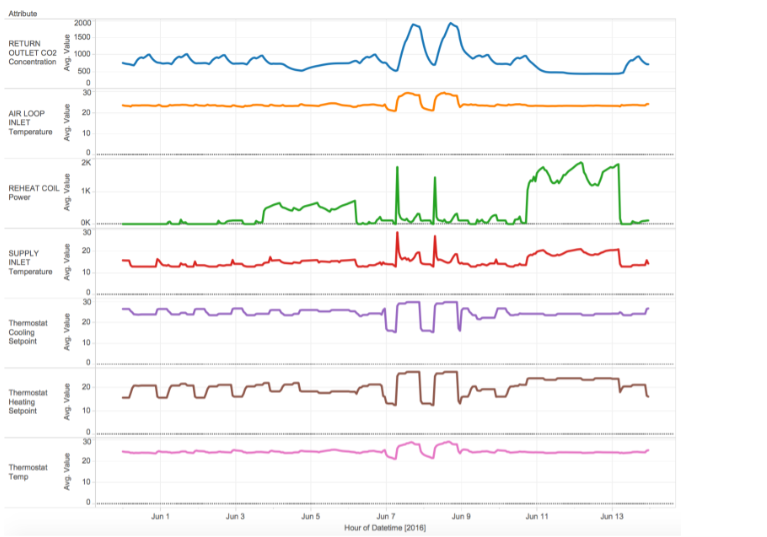 Attribute
RETURN
OUTLET CO2
Concentration
Avg. Value
2000
1500
1000
500
0
AIR LOOP
INLET
Temperature
Avg. Value
30
20
10
0
REHEAT COIL
Power
Avg. Value
2K
1K
0K
SUPPLY
INLET
Temperature
Avg. Value
30
20
10
0
Thermostat
Cooling
Setpoint
Avg. Value
30
20
10
0
Thermostat
Heating
Setpoint
Avg. Value
20
10
0
Thermostat
Temp
Avg. Value
30
20
10
0
Jun 1
Jun 3
Jun 5
Jun 7
Jun 9
Jun 11
Jun 13
Hour of Datetime [2016]